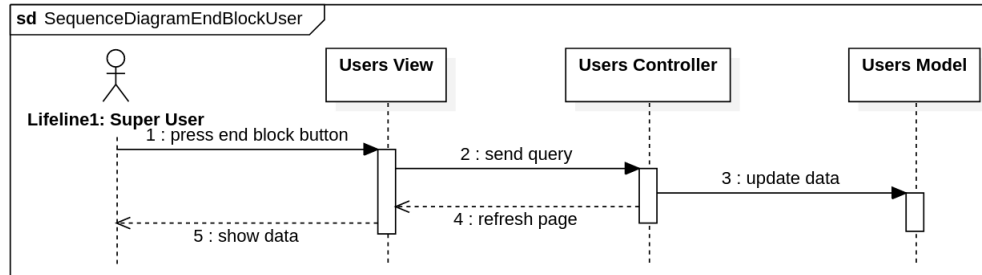 sd SequenceDiagramEndBlockUser
Users View
Users Controller
Users Model
Lifeline1: Super User
1 : press end block button
2 : send query
3 : update data
4 : refresh page
5 : show data